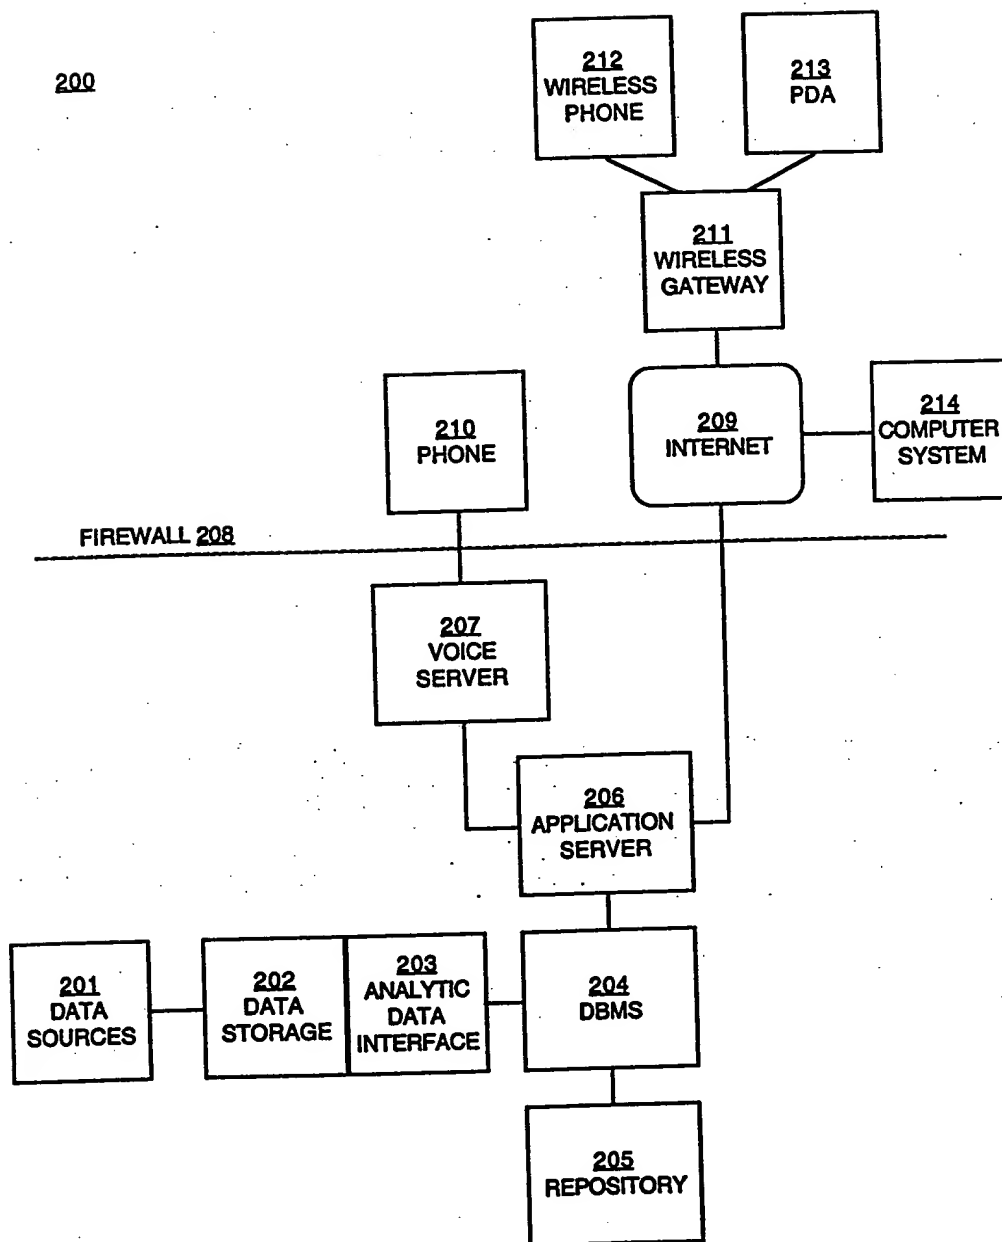 200
212
WIRELESS
PHONE
213
PDA
211
WIRELESS
GATEWAY
210
PHONE
209
INTERNET
214
COMPUTER
SYSTEM
FIREWALL 208
207
VOICE
SERVER
206
APPLICATION
SERVER
201
DATA
SOURCES
202
DATA
STORAGE
203
ANALYTIC
DATA
INTERFACE
204
DBMS
205
REPOSITORY